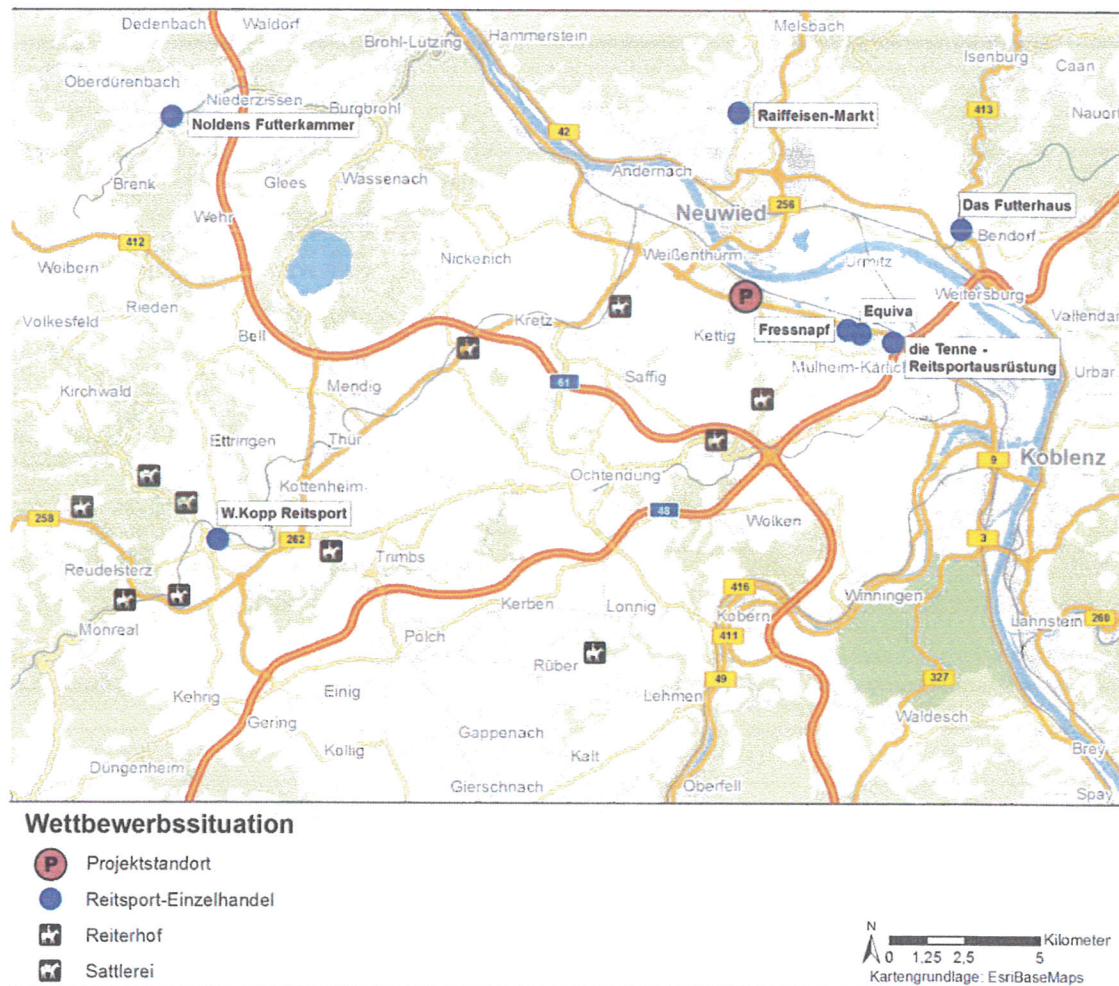 Dedenbach
Waldorf
Hammerstein
Melsbach
Brohl-Lützing
Isenburg
Caan
Oberdürenbach
Niederzissen
Burgbrohl
413
Nauort
Noldens Futterkammer
Raiffeisen-Markt
42
Andernach
Brenk
Glees
Wassenach
Neuwied
256
Das Futterhaus
Wehr
Bendorf
412
Weibern
Nickenich
Weißenthurm
Urmitz
Rieden
Weitersburg
P
Volkesfeld
Kretz
Equiva
Vallendar
Bell
Kettig
Fressnapf
die Tenne -
Reitsportausrüstung
Mülheim-Kärlich
Urbar
Kirchwald
Mendig
61
Saffig
Ettringen
Thür
Koblenz
9
Ochtendung
Kottenheim
258
W.Kopp Reitsport
48
Wolken
262
3
Reudelsterz
Trimbs
416
Winningen
Kerben
Lonnig
Kobern
Lahnstein
260
Monreal
Polch
411
Rüber
327
Kehrig
Einig
Lehmen
49
Gering
Waldesch
Kollig
Gappenach
Kalt
Brey
Düngenheim
Gierschnach
Oberfell
Spay
Wettbewerbssituation
P Projektstandort
Reitsport-Einzelhandel
Reiterhof
Sattlerei
N
Kilometer
0 1,25 2,5 5
Kartengrundlage: EsriBaseMaps